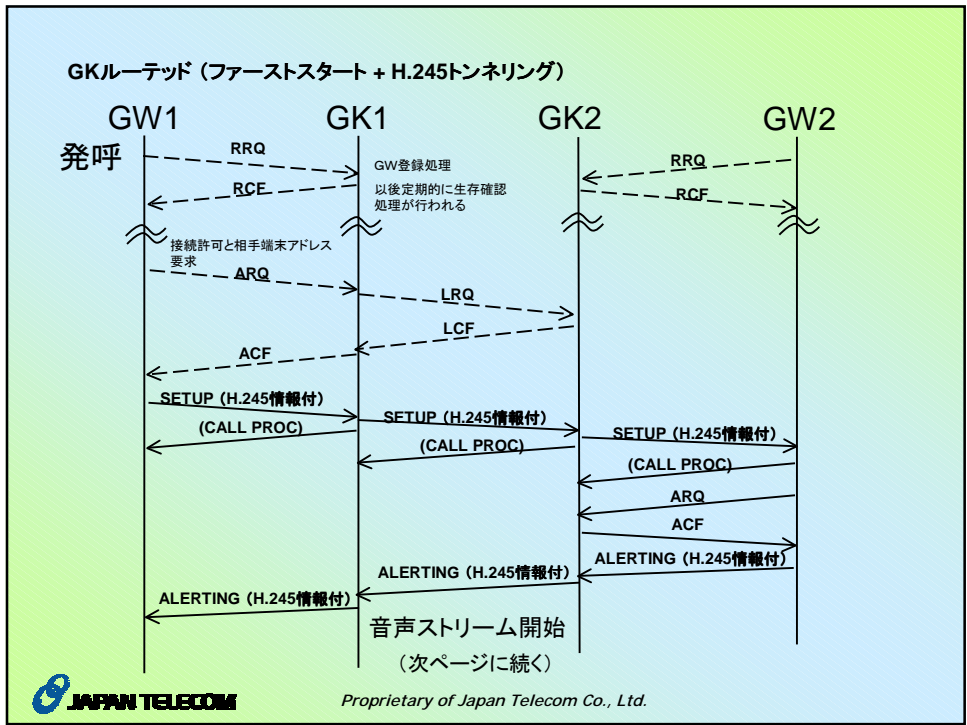 GKルーテッド（ファーストスタート + H.245トンネリング）
GW1 GK1 GK2 GW2
発呼
RRQ
GW登録処理
RRQ
RCF
以後定期的に生存確認
処理が行われる
RCF
接続許可と相手端末アドレス
要求
ARQ
LRQ
LCF
ACF
SETUP（H.245情報付）
SETUP（H.245情報付）
SETUP（H.245情報付）
(CALL PROC)
(CALL PROC)
(CALL PROC)
ARQ
ACF
ALERTING（H.245情報付）
ALERTING（H.245情報付）
ALERTING（H.245情報付）
音声ストリーム開始
（次ページに続く）
JAPAN TELECOM
Proprietary of Japan Telecom Co., Ltd.